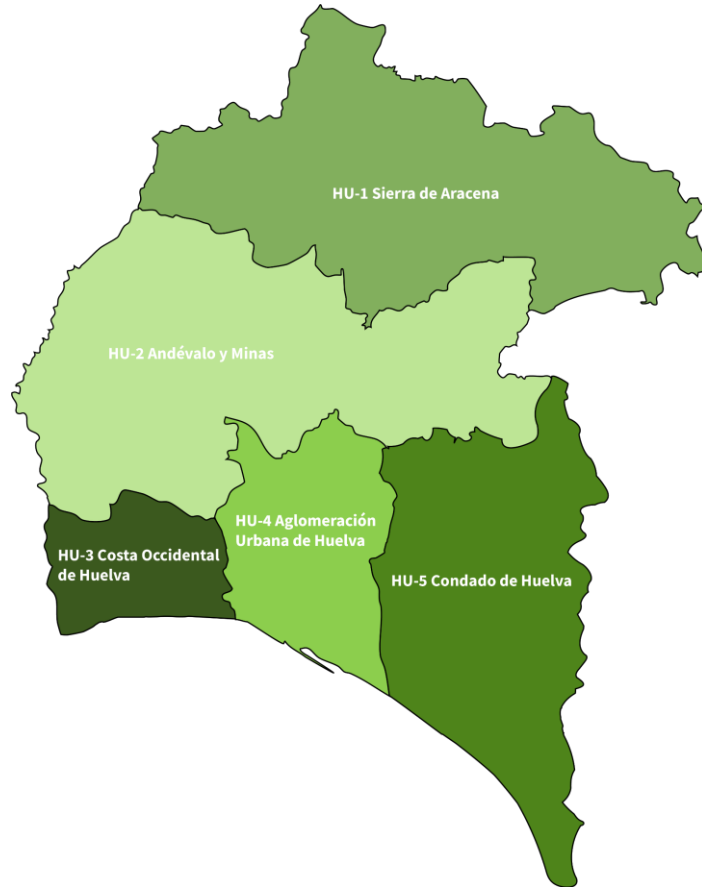 HU-1 Sierra de Aracena
HU-2 Andévalo y Minas
HU-4 Aglomeración
Urbana de Huelva
HU-3 Costa Occidental
de Huelva
HU-5 Condado de Huelva